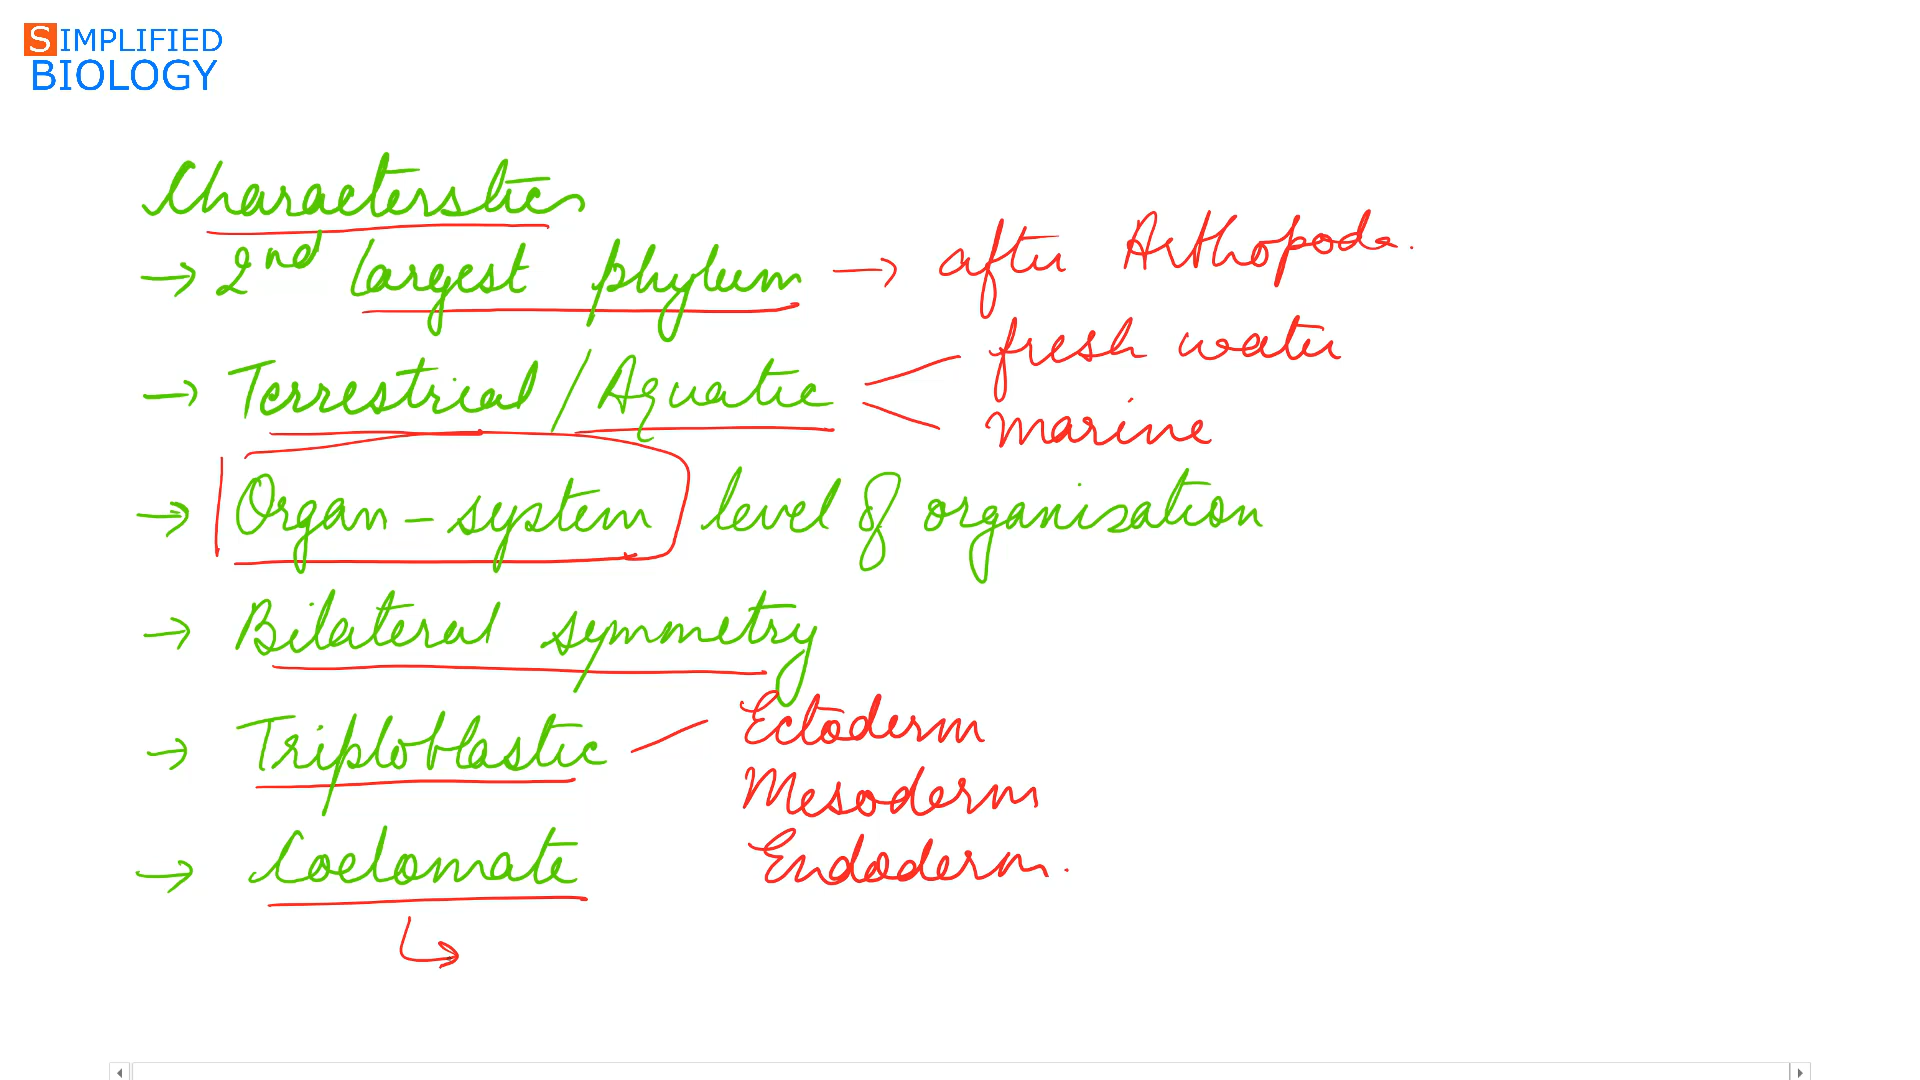 SIMPLIFIED
BIOLOGY
Characterstics
→ 2nd largest phylum → after Arthopoda.
→ Terrestrial / Aquatic
fresh water
marine
→ Organ-system level of organisation
→ Bilateral symmetry
→ Triploblastic
Ectoderm
Mesoderm
Endoderm.
→ Coelomate